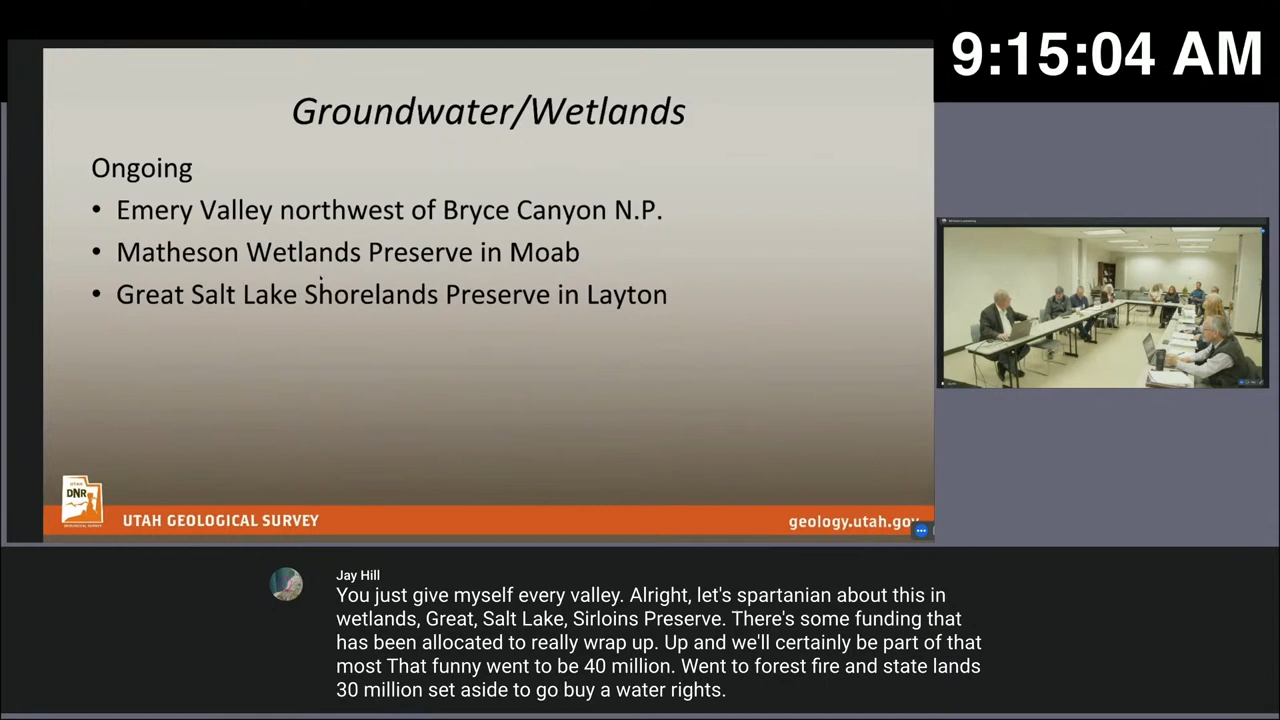 9:15:04 AM
Groundwater/Wetlands
Ongoing
• Emery Valley northwest of Bryce Canyon N.P.
• Matheson Wetlands Preserve in Moab
• Great Salt Lake Shorelands Preserve in Layton
UTAH
DNR
UTAH GEOLOGICAL SURVEY
geology.utah.gov
Jay Hill
You just give myself every valley. Alright, let's spartanian about this in
wetlands, Great, Salt Lake, Sirloins Preserve. There's some funding that
has been allocated to really wrap up. Up and we'll certainly be part of that
most That funny went to be 40 million. Went to forest fire and state lands
30 million set aside to go buy a water rights.